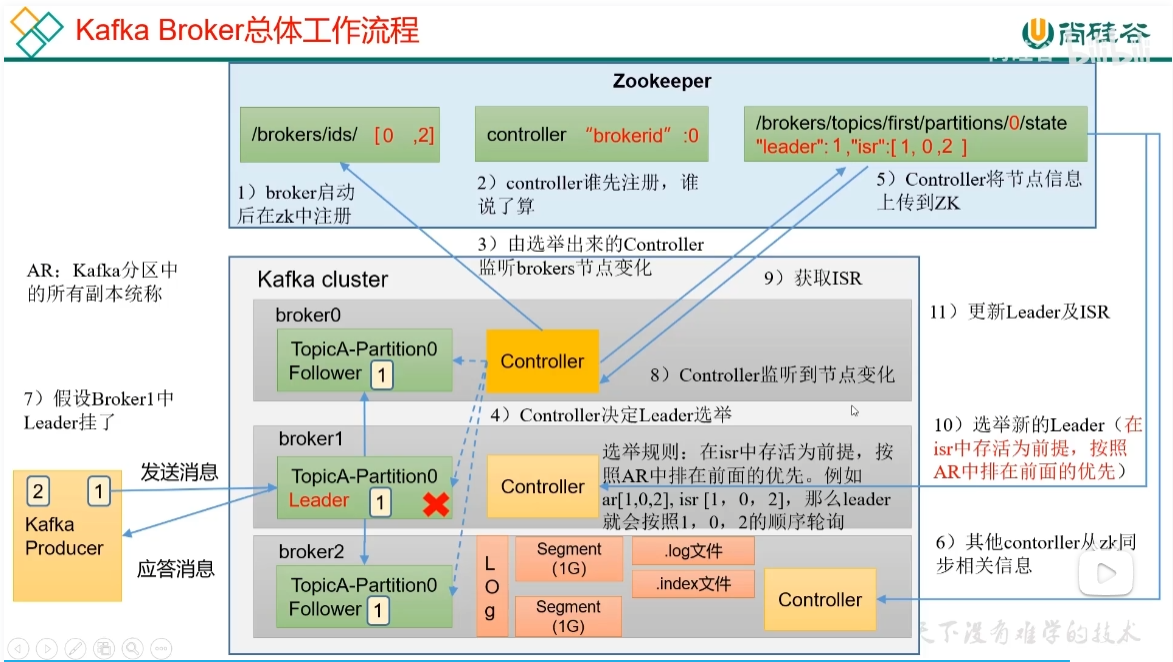 Kafka Broker总体工作流程
尚硅谷
Zookeeper
/brokers/ids/ [0 ,2]
controller “brokerid” :0
/brokers/topics/first/partitions/0/state
"leader": 1 ,"isr":[ 1, 0 ,2 ]
1）broker启动
后在zk中注册
2）controller谁先注册，谁
说了算
5）Controller将节点信息
上传到ZK
3）由选举出来的Controller
监听brokers节点变化
AR：Kafka分区中
的所有副本统称
Kafka cluster
9）获取ISR
11）更新Leader及ISR
broker0
TopicA-Partition0
Follower 1
Controller
8）Controller监听到节点变化
7）假设Broker1中
Leader挂了
4）Controller决定Leader选举
10）选举新的Leader（在
isr中存活为前提，按照
AR中排在前面的优先）
broker1
TopicA-Partition0
Leader 1
Controller
选举规则：在isr中存活为前提，按
照AR中排在前面的优先。例如
ar[1,0,2], isr [1，0，2]，那么leader
就会按照1，0，2的顺序轮询
发送消息
2 1
Kafka
Producer
应答消息
broker2
TopicA-Partition0
Follower 1
LOg
Segment
(1G)
Segment
(1G)
.log文件
.index文件
Controller
6）其他contorller从zk同
步相关信息
天下没有难学的技术